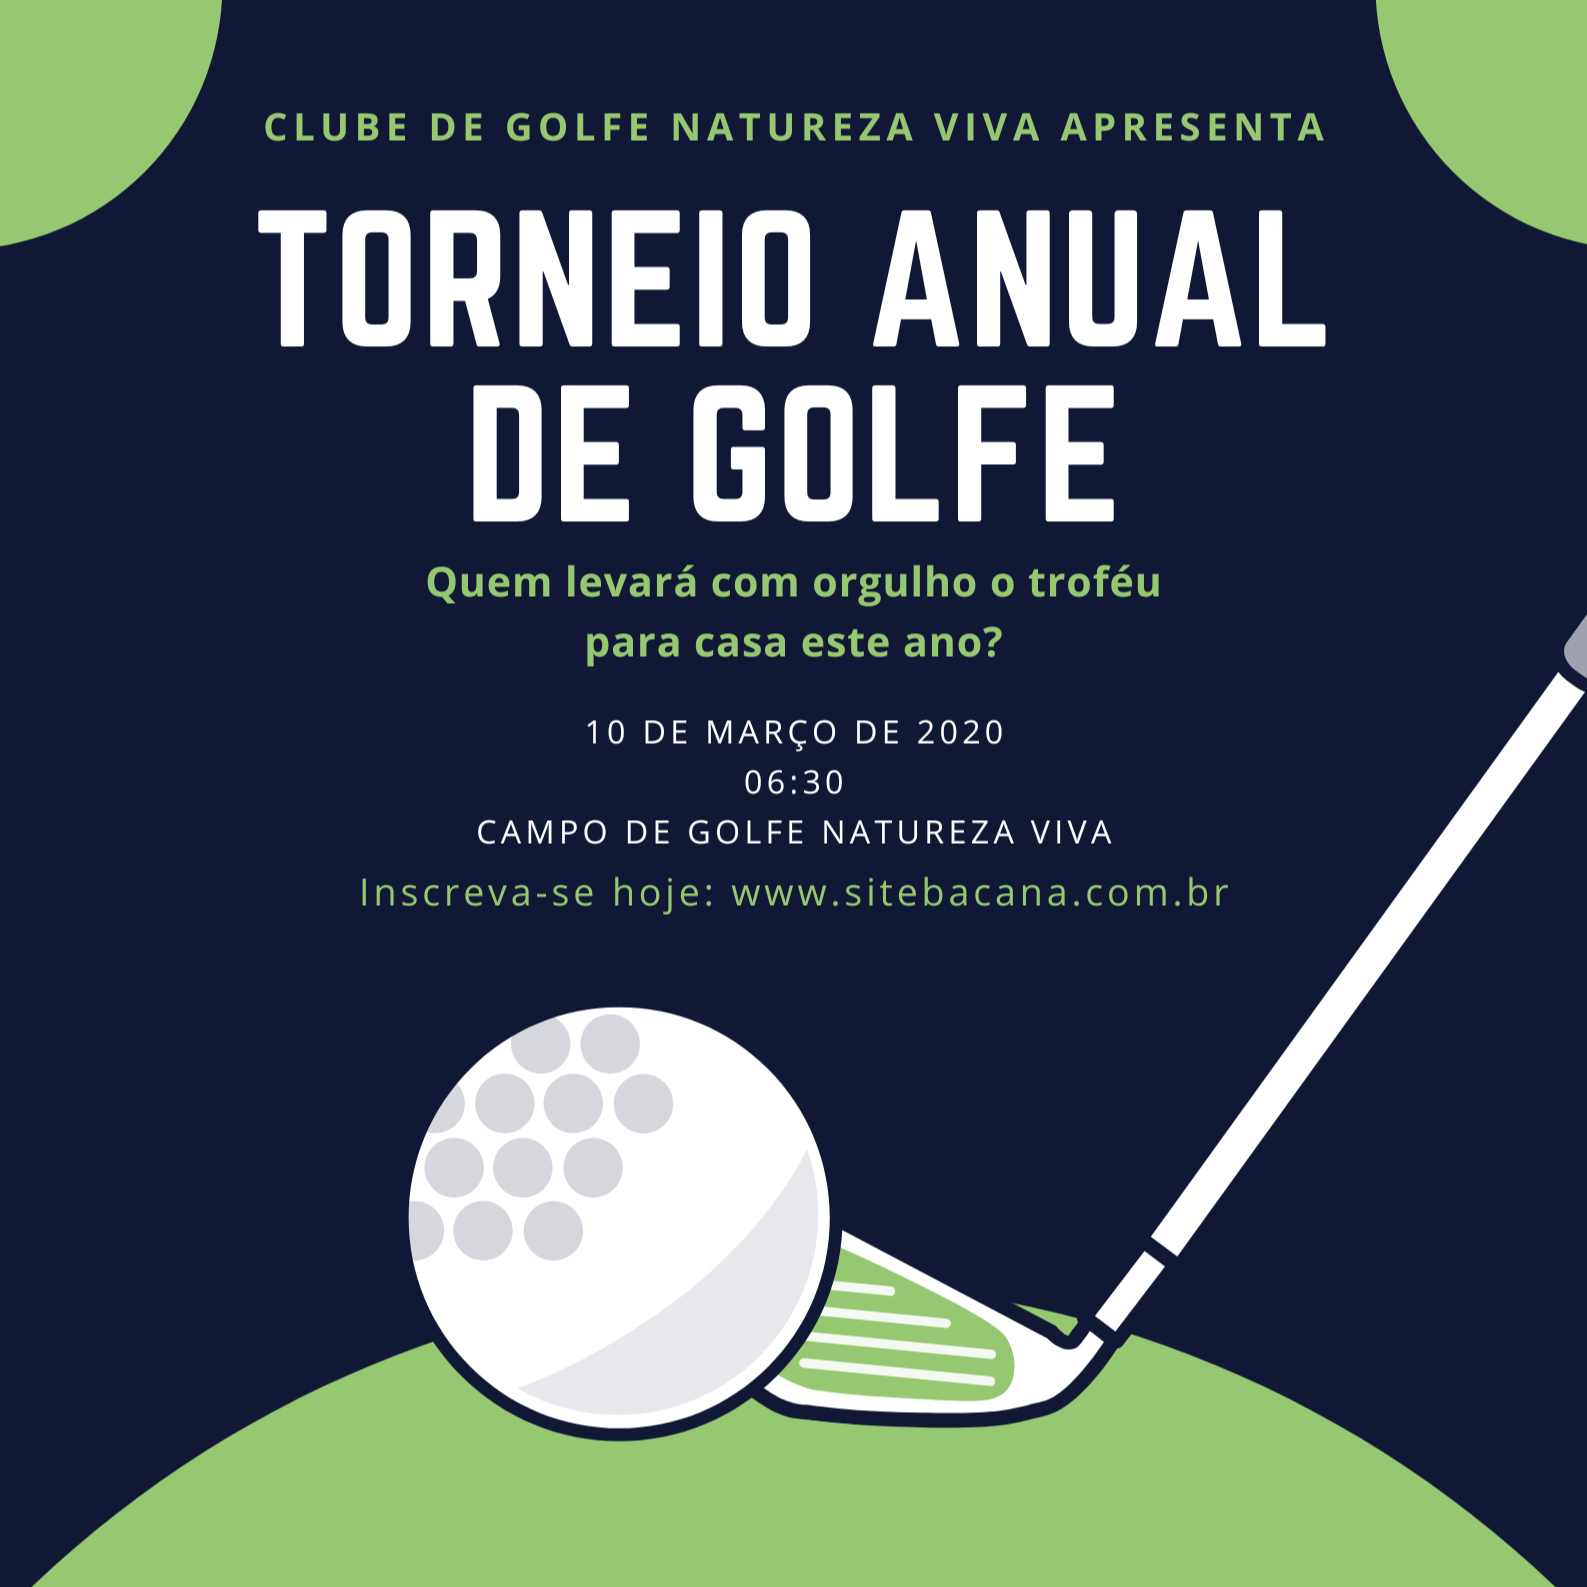 CLUBE DE GOLFE NATUREZA VIVA APRESENTA
TORNEIO ANUAL
DE GOLFE
Quem levará com orgulho o troféu
para casa este ano?
10 DE MARÇO DE 2020
06:30
CAMPO DE GOLFE NATUREZA VIVA
Inscreva-se hoje: www.sitebacana.com.br